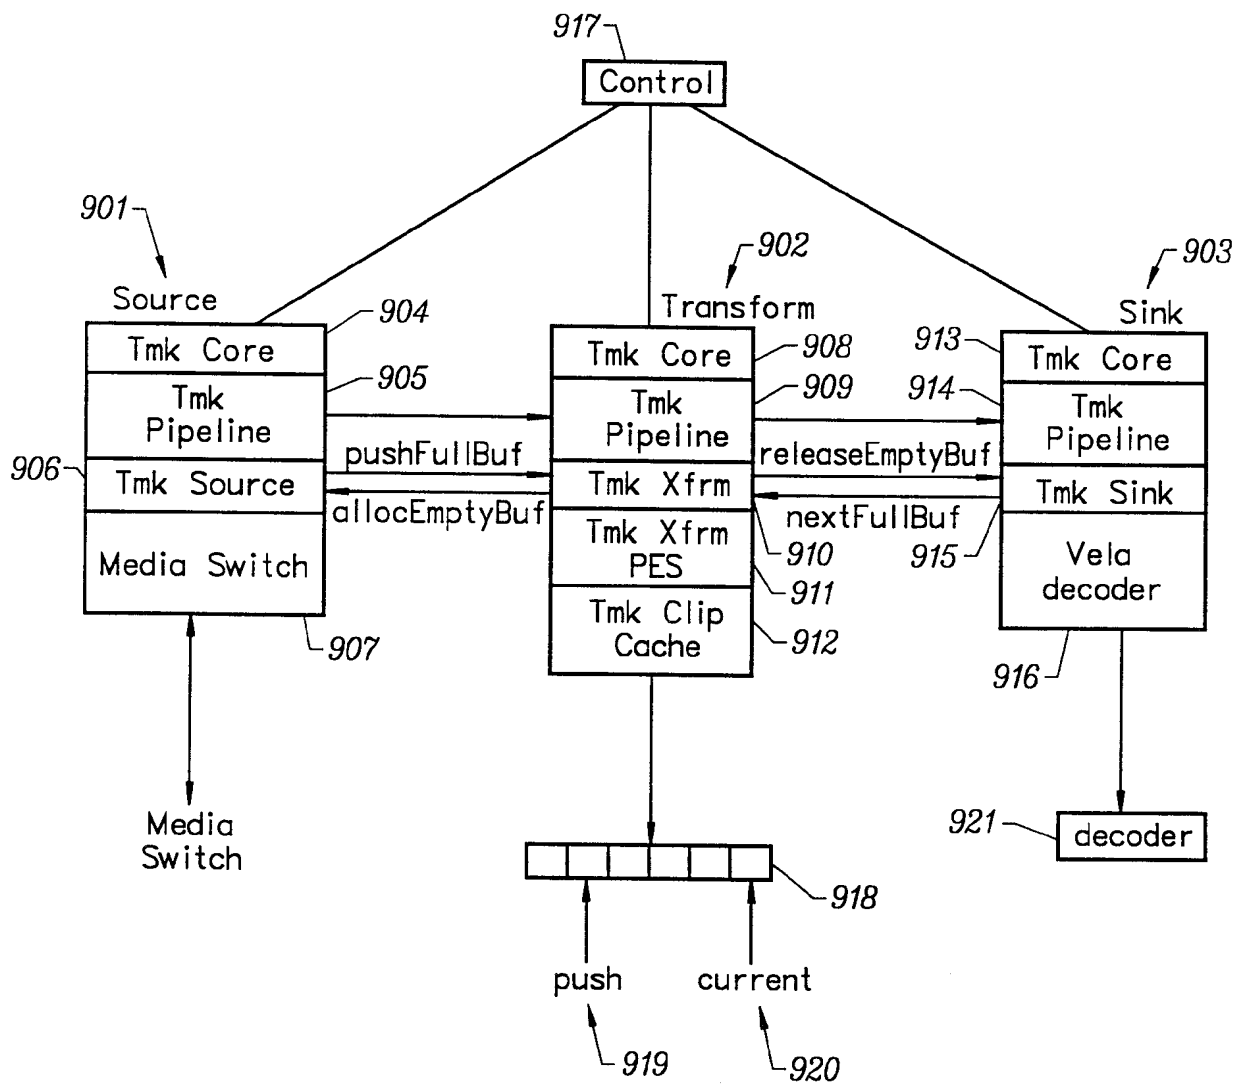 917
Control
901
902
903
Source
Transform
Sink
904
908
913
Tmk Core
Tmk Core
Tmk Core
905
909
914
Tmk
Pipeline
Tmk
Pipeline
Tmk
Pipeline
906
pushFullBuf
releaseEmptyBuf
Tmk Source
Tmk Xfrm
Tmk Sink
allocEmptyBuf
nextFullBuf
910
915
Media Switch
Tmk Xfrm
PES
Vela
decoder
911
907
Tmk Clip
Cache
912
916
Media
Switch
921
decoder
918
push
current
919
920